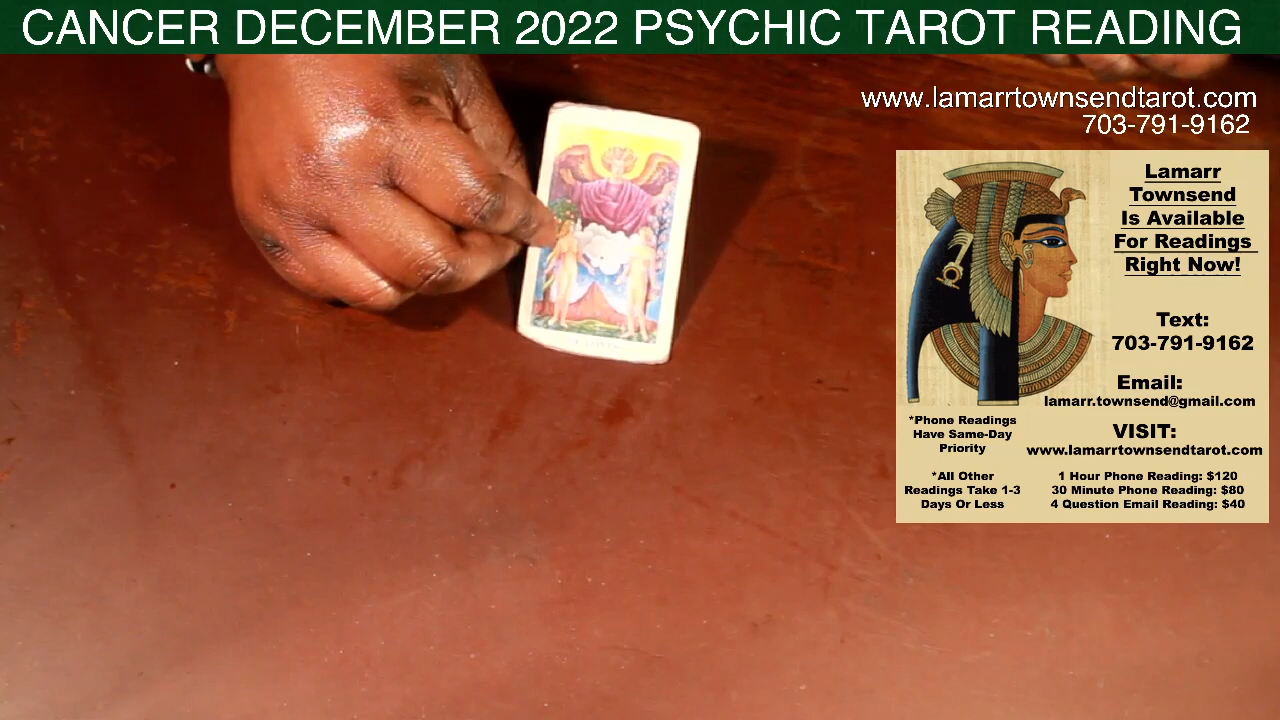 CANCER DECEMBER 2022 PSYCHIC TAROT READING
www.lamarrtownsendtarot.com
703-791-9162
Lamarr
Townsend
Is Available
For Readings
Right Now!
Text:
703-791-9162
Email:
lamarr.townsend@gmail.com
*Phone Readings
Have Same-Day
Priority
VISIT:
www.lamarrtownsendtarot.com
*All Other
Readings Take 1-3
Days Or Less
1 Hour Phone Reading: $120
30 Minute Phone Reading: $80
4 Question Email Reading: $40